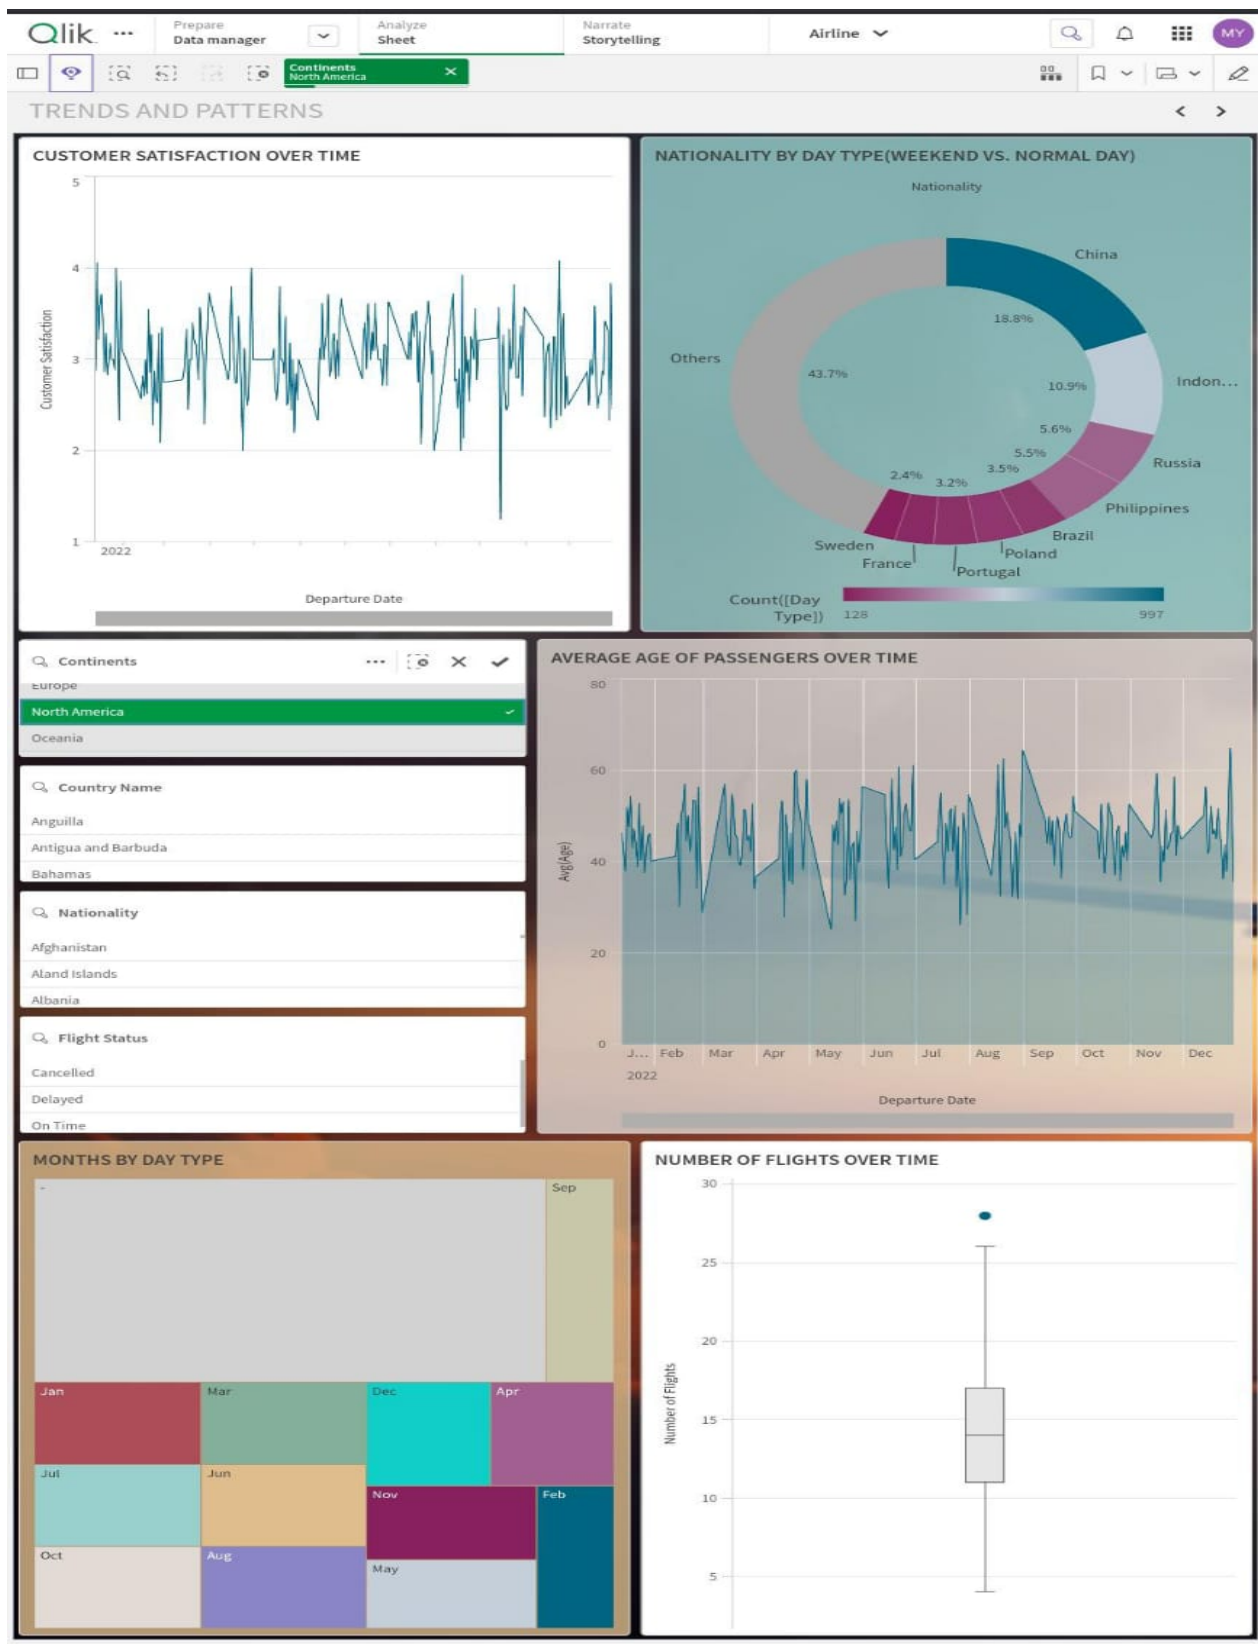 Qlik
Prepare
Data manager
Analyze
Sheet
Narrate
Storytelling
Airline
MY
Continents
North America
TRENDS AND PATTERNS
CUSTOMER SATISFACTION OVER TIME
5
4
3
2
1
Customer Satisfaction
2022
Departure Date
NATIONALITY BY DAY TYPE(WEEKEND VS. NORMAL DAY)
Nationality
China
18.8%
Others
43.7%
Indon...
10.9%
5.6%
Russia
5.5%
Philippines
3.5%
Brazil
2.4%
3.2%
Sweden
Poland
France
Portugal
Count([Day
Type])
128
997
Continents
Europe
North America
Oceania
Country Name
Anguilla
Antigua and Barbuda
Bahamas
Nationality
Afghanistan
Aland Islands
Albania
Flight Status
Cancelled
Delayed
On Time
AVERAGE AGE OF PASSENGERS OVER TIME
80
60
40
20
0
Avg(Age)
J... Feb Mar Apr May Jun Jul Aug Sep Oct Nov Dec
2022
Departure Date
MONTHS BY DAY TYPE
-
Sep
Jan
Mar
Dec
Apr
Jul
Jun
Nov
Feb
Oct
Aug
May
NUMBER OF FLIGHTS OVER TIME
30
25
20
15
10
5
Number of Flights